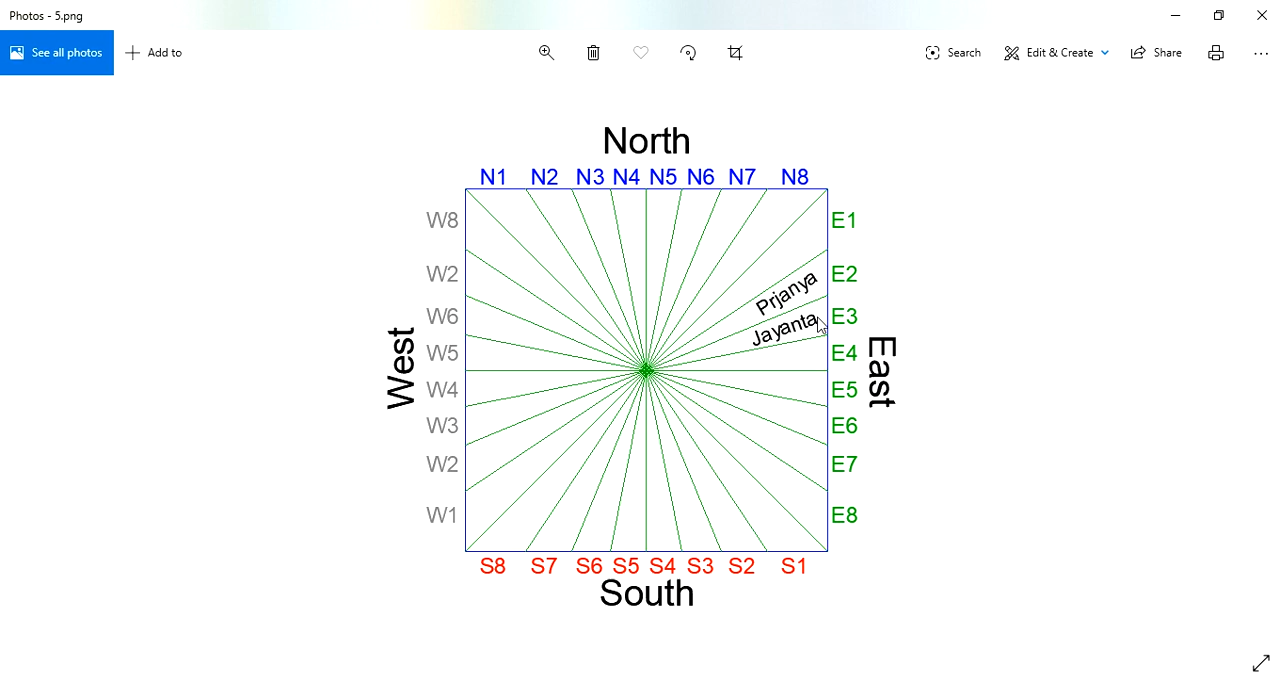 Photos - 5.png
See all photos
Add to
Search
Edit & Create
Share
North
N1 N2 N3 N4 N5 N6 N7 N8
W8
W2
W6
W5
W4
W3
W2
W1
West
Prjanya
Jayanta
E1
E2
E3
E4
E5
E6
E7
E8
East
S8 S7 S6 S5 S4 S3 S2 S1
South